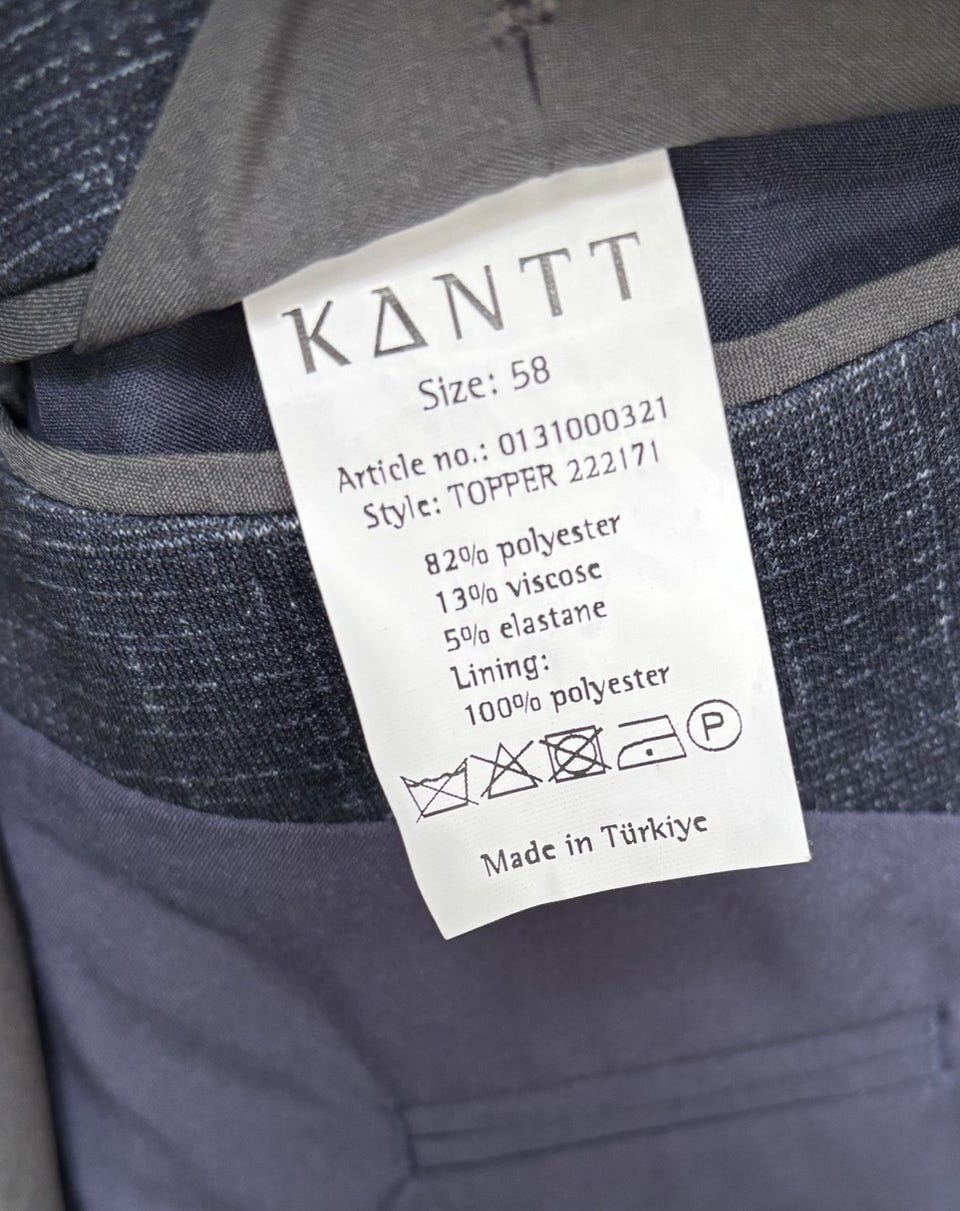 KANTT
Size: 58
Article no.: 0131000321
Style: TOPPER 222171
82% polyester
13% viscose
5% elastane
Lining:
100% polyester
P
Made in Türkiye